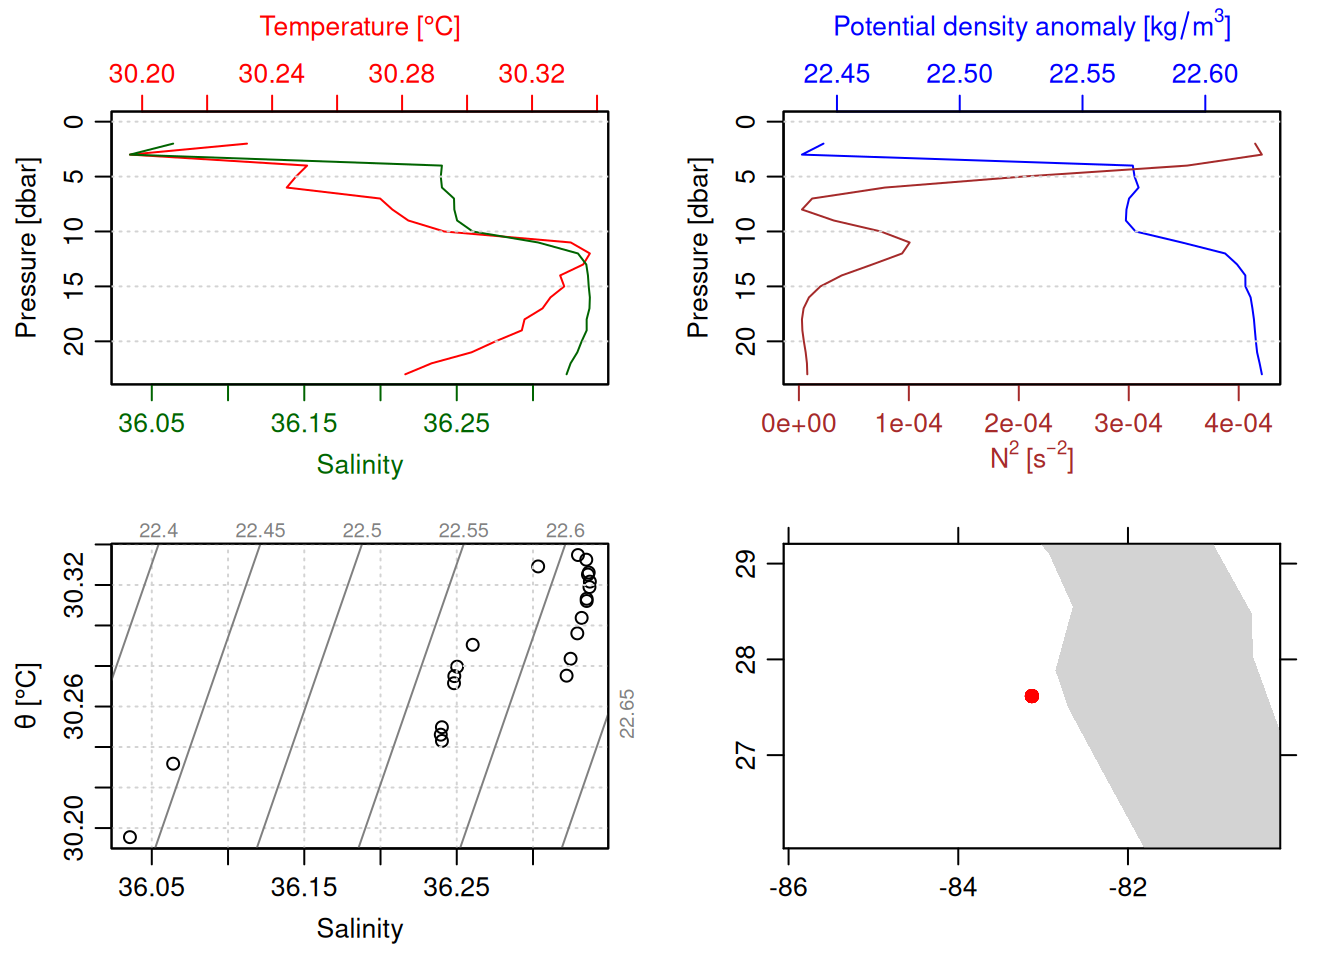 Temperature [°C]
30.20 30.24 30.28 30.32
Pressure [dbar]
0 5 10 15 20
36.05 36.15 36.25
Salinity
Potential density anomaly [kg/m³]
22.45 22.50 22.55 22.60
Pressure [dbar]
0 5 10 15 20
0e+00 1e-04 2e-04 3e-04 4e-04
N² [s⁻²]
22.4 22.45 22.5 22.55 22.6
22.65
θ [°C]
30.32 30.26 30.20
36.05 36.15 36.25
Salinity
29 28 27
-86 -84 -82